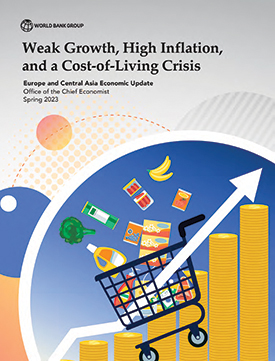 WORLD BANK GROUP
Weak Growth, High Inflation,
and a Cost-of-Living Crisis
Europe and Central Asia Economic Update
Office of the Chief Economist
Spring 2023